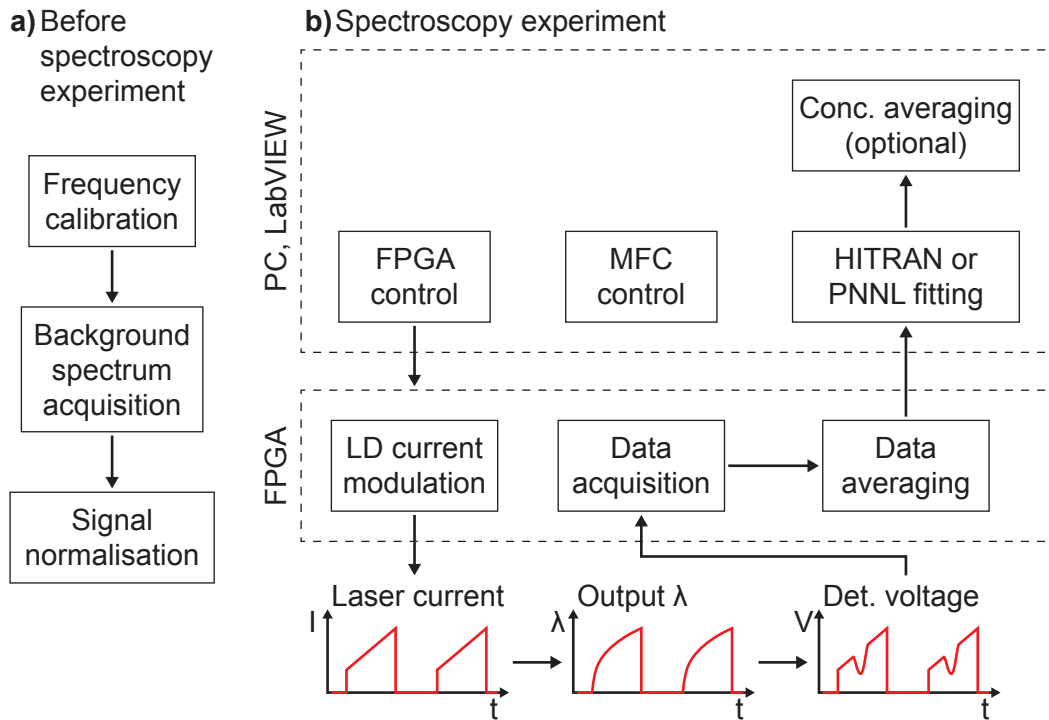 a) Before
spectroscopy
experiment
Frequency
calibration
Background
spectrum
acquisition
Signal
normalisation
b) Spectroscopy experiment
PC, LabVIEW
Conc. averaging
(optional)
FPGA
control
MFC
control
HITRAN or
PNNL fitting
FPGA
LD current
modulation
Data
acquisition
Data
averaging
Laser current
I
t
Output λ
λ
t
Det. voltage
V
t